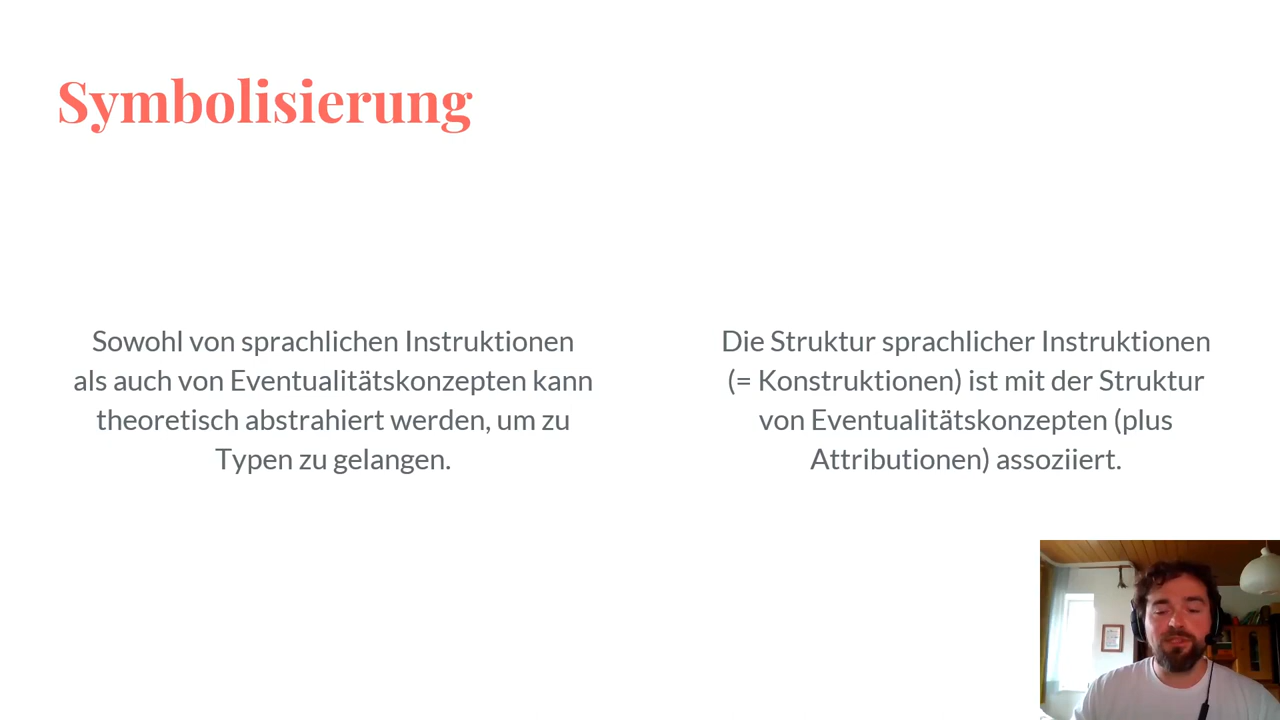 Symbolisierung
Sowohl von sprachlichen Instruktionen
als auch von Eventualitätskonzepten kann
theoretisch abstrahiert werden, um zu
Typen zu gelangen.
Die Struktur sprachlicher Instruktionen
(= Konstruktionen) ist mit der Struktur
von Eventualitätskonzepten (plus
Attributionen) assoziiert.